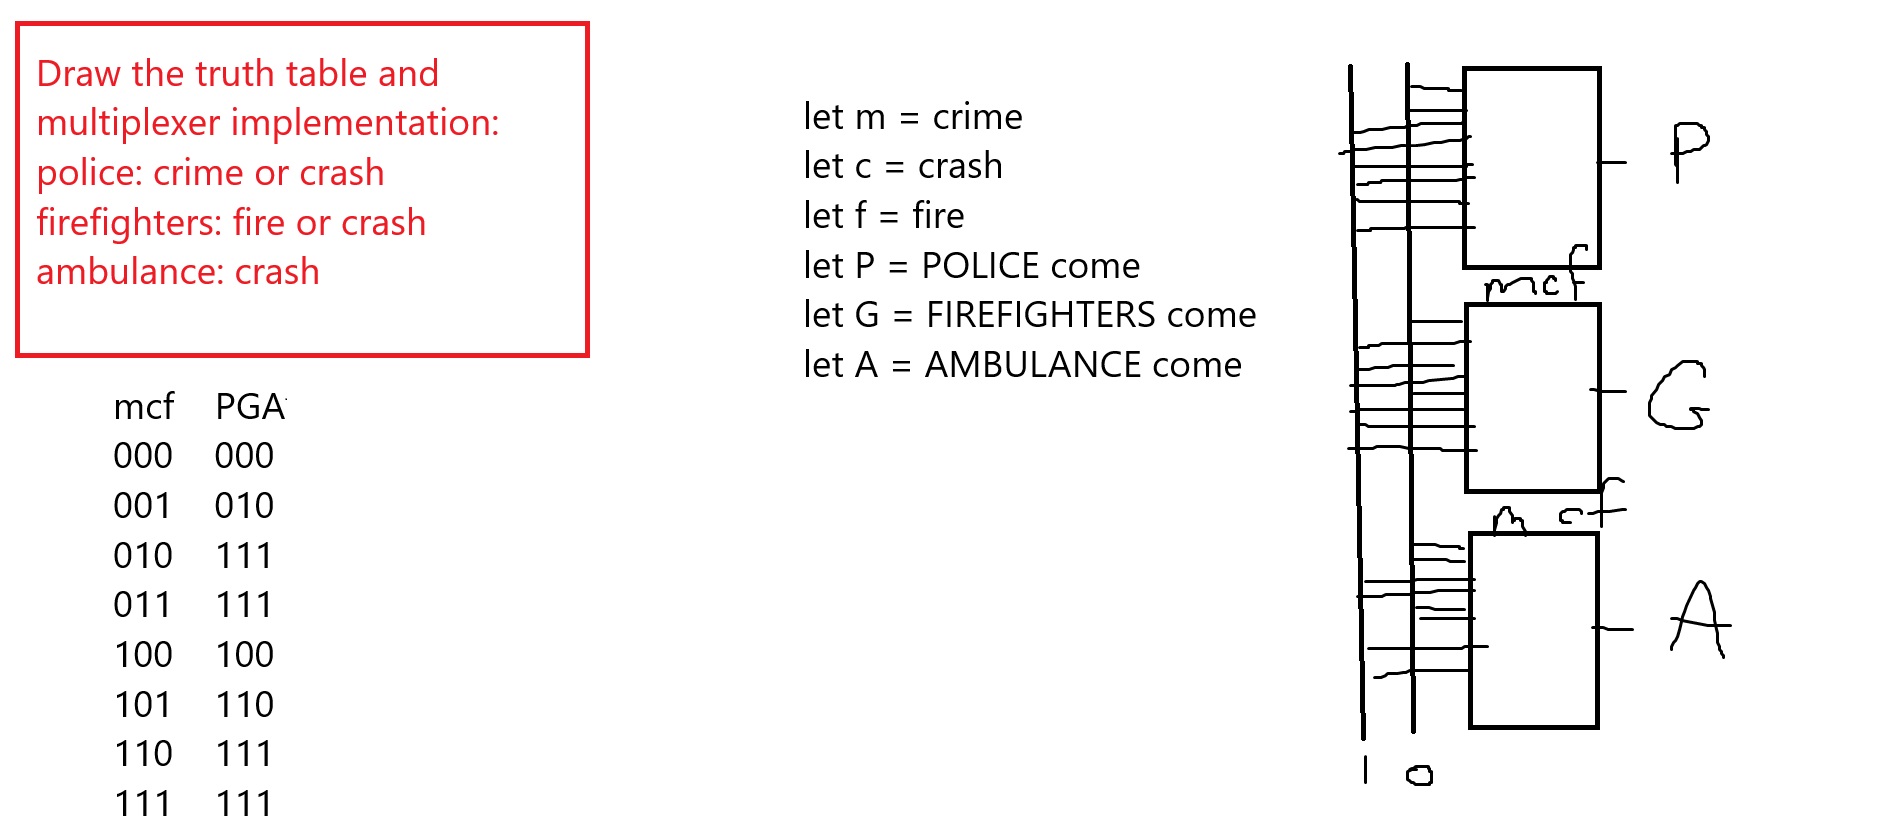 Draw the truth table and
multiplexer implementation:
police: crime or crash
firefighters: fire or crash
ambulance: crash
mcf PGA
000 000
001 010
010 111
011 111
100 100
101 110
110 111
111 111
let m = crime
let c = crash
let f = fire
let P = POLICE come
let G = FIREFIGHTERS come
let A = AMBULANCE come
P
mcf
G
m cf
A
1 0